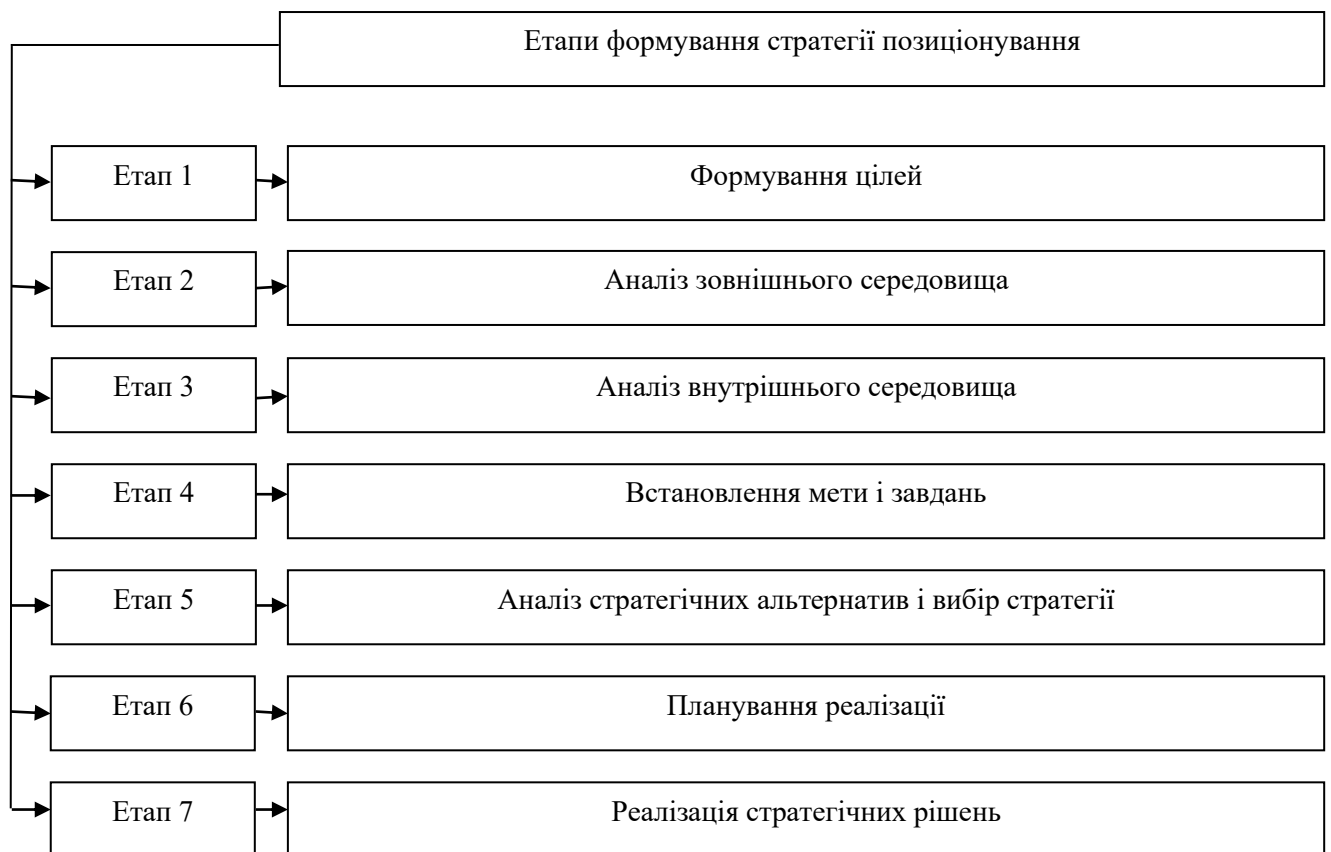 Етапи формування стратегії позиціонування
Етап 1
Формування цілей
Етап 2
Аналіз зовнішнього середовища
Етап 3
Аналіз внутрішнього середовища
Етап 4
Встановлення мети і завдань
Етап 5
Аналіз стратегічних альтернатив і вибір стратегії
Етап 6
Планування реалізації
Етап 7
Реалізація стратегічних рішень